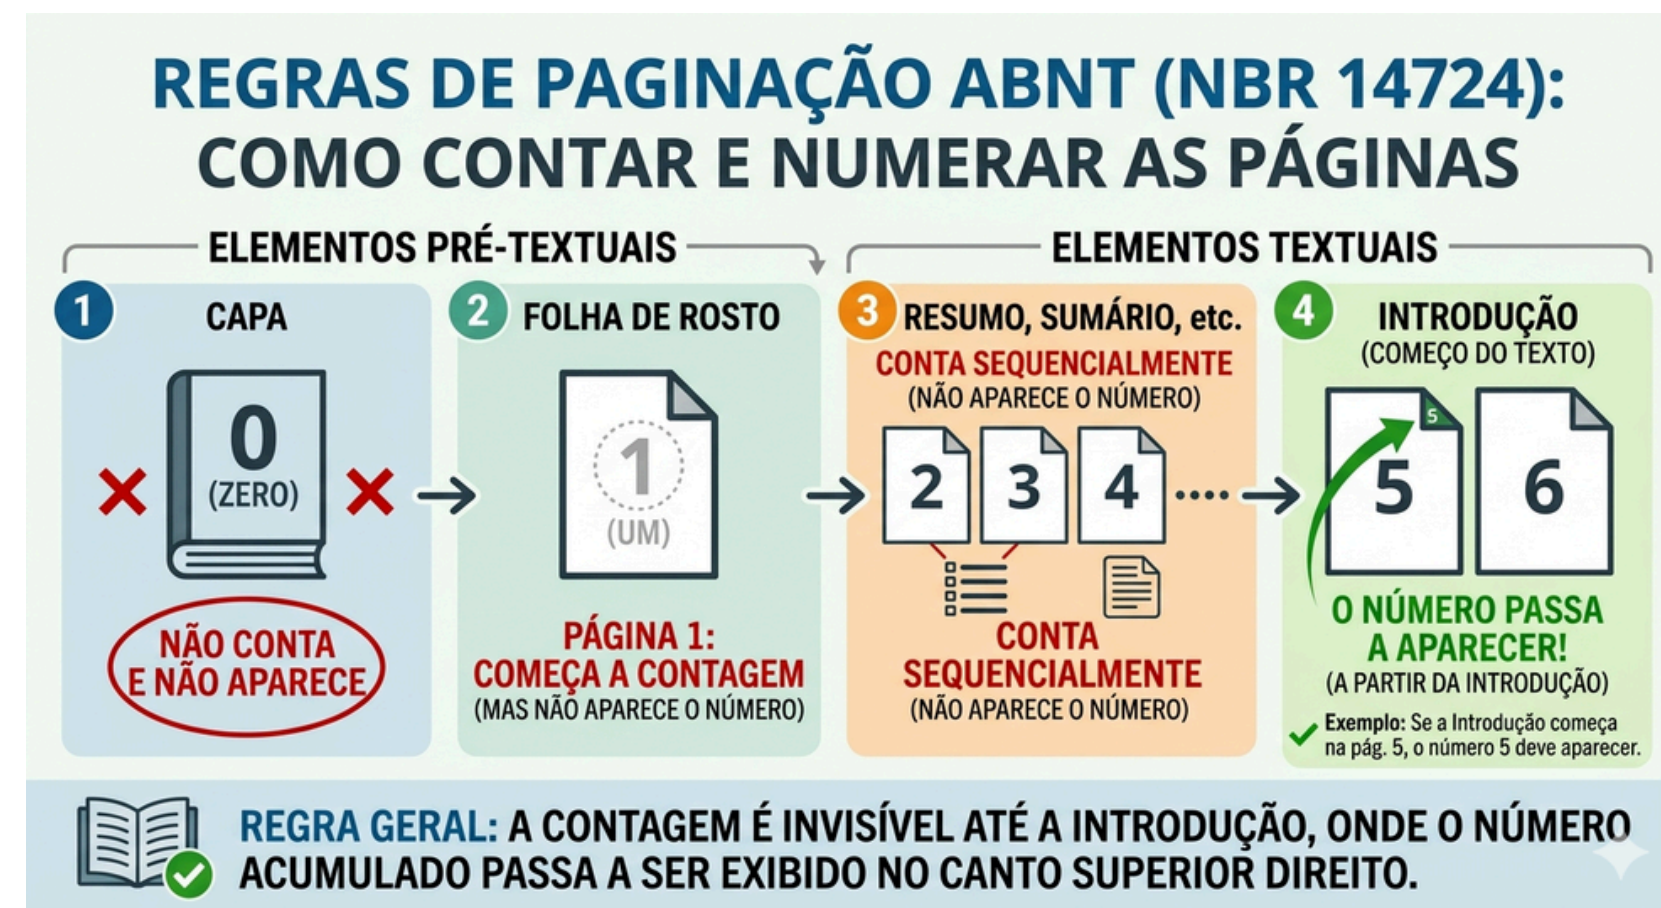 REGRAS DE PAGINAÇÃO ABNT (NBR 14724):
COMO CONTAR E NUMERAR AS PÁGINAS
ELEMENTOS PRÉ-TEXTUAIS
1
CAPA
0
(ZERO)
NÃO CONTA
E NÃO APARECE
2
FOLHA DE ROSTO
1
(UM)
PÁGINA 1:
COMEÇA A CONTAGEM
(MAS NÃO APARECE O NÚMERO)
ELEMENTOS TEXTUAIS
3
RESUMO, SUMÁRIO, etc.
CONTA SEQUENCIALMENTE
(NÃO APARECE O NÚMERO)
2 3 4
CONTA
SEQUENCIALMENTE
(NÃO APARECE O NÚMERO)
4
INTRODUÇÃO
(COMEÇO DO TEXTO)
5
5 6
O NÚMERO PASSA
A APARECER!
(A PARTIR DA INTRODUÇÃO)
Exemplo: Se a Introdução começa
na pág. 5, o número 5 deve aparecer.
REGRA GERAL: A CONTAGEM É INVISÍVEL ATÉ A INTRODUÇÃO, ONDE O NÚMERO
ACUMULADO PASSA A SER EXIBIDO NO CANTO SUPERIOR DIREITO.